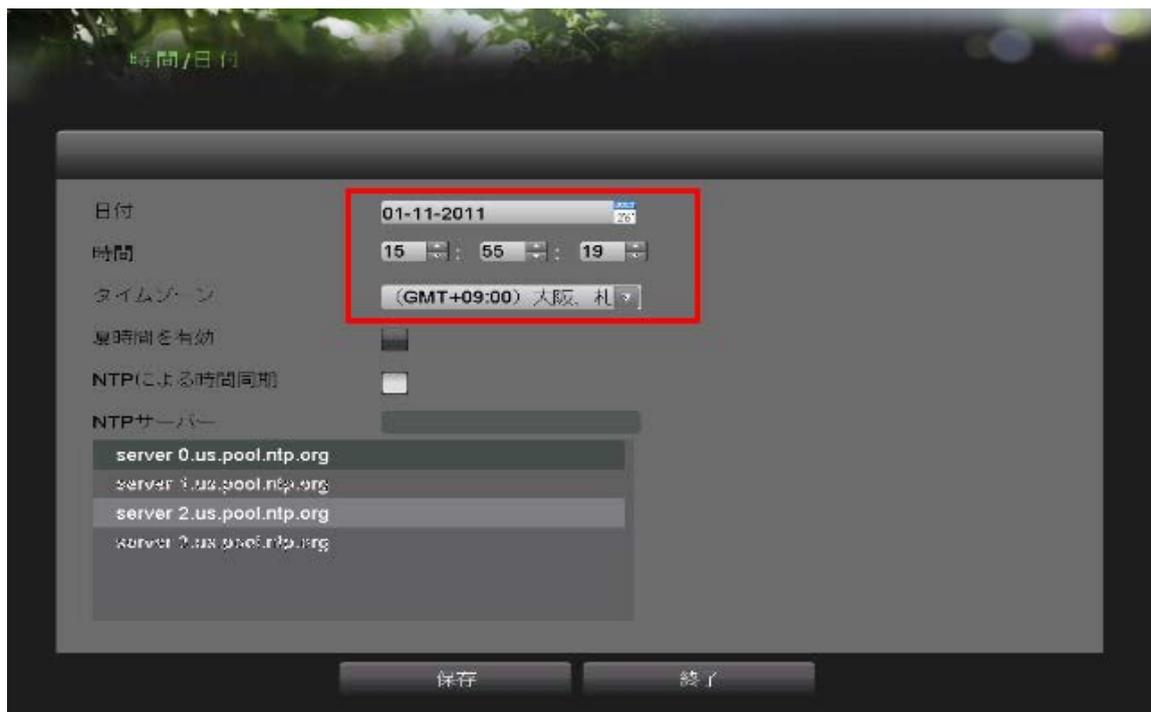 時間/日付
日付 01-11-2011
時間 15 : 55 : 19
タイムゾーン (GMT+09:00) 大阪、札
夏時間を有効
NTPによる時間同期
NTPサーバー
server 0.us.pool.ntp.org
server 1.us.pool.ntp.org
server 2.us.pool.ntp.org
server 3.us.pool.ntp.org
保存 終了